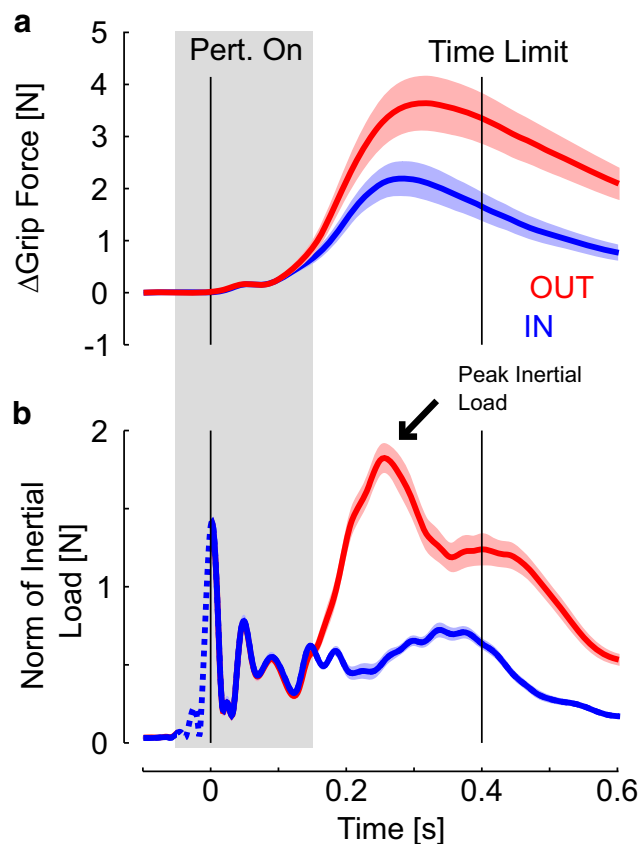 a
5
Pert. On
Time Limit
4
3
2
1
0
-1
ΔGrip Force [N]
OUT
IN
b
Peak Inertial
Load
2
1
0
Norm of Inertial
Load [N]
0
0.2
0.4
0.6
Time [s]